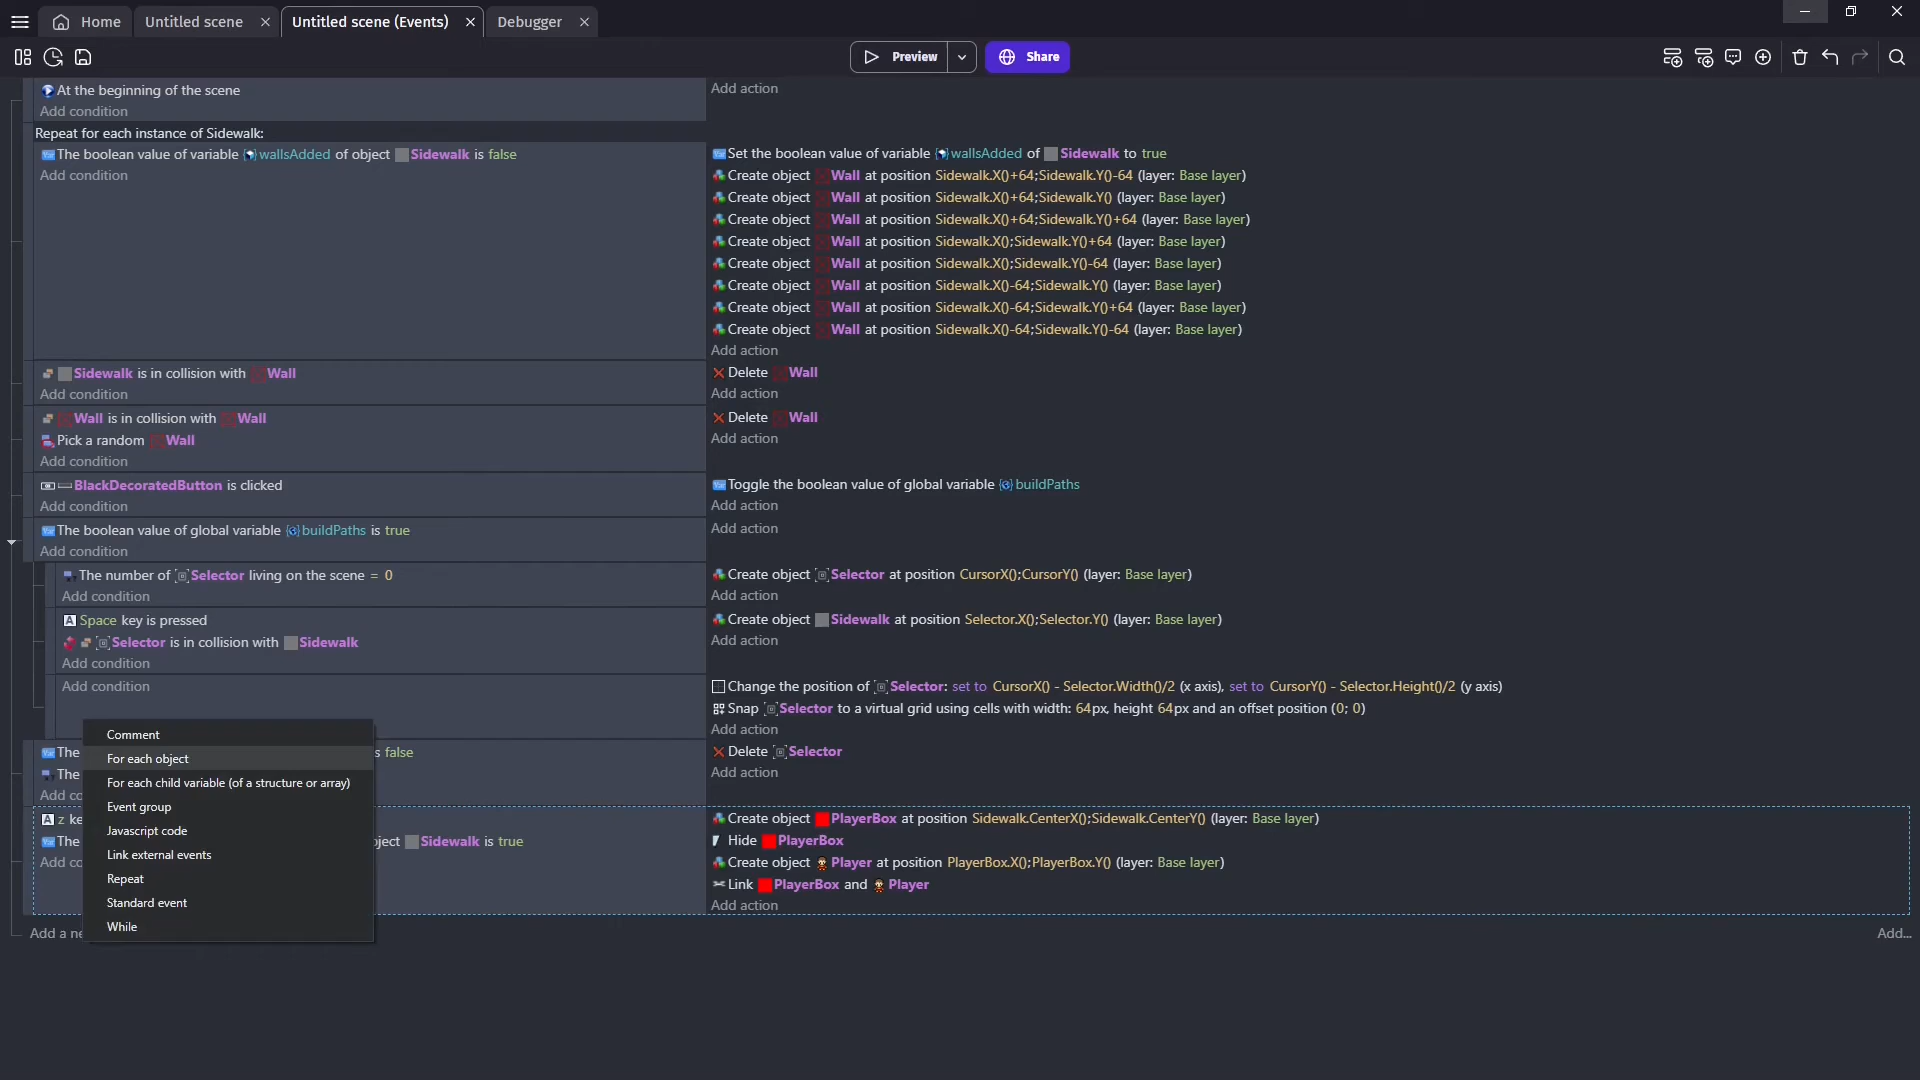 Home
Untitled scene
Untitled scene (Events)
Debugger
Preview
Share
At the beginning of the scene
Add condition
Add action
Repeat for each instance of Sidewalk:
The boolean value of variable wallsAdded of object Sidewalk is false
Add condition
Set the boolean value of variable wallsAdded of Sidewalk to true
Create object Wall at position Sidewalk.X()+64;Sidewalk.Y()-64 (layer: Base layer)
Create object Wall at position Sidewalk.X()+64;Sidewalk.Y() (layer: Base layer)
Create object Wall at position Sidewalk.X()+64;Sidewalk.Y()+64 (layer: Base layer)
Create object Wall at position Sidewalk.X();Sidewalk.Y()+64 (layer: Base layer)
Create object Wall at position Sidewalk.X();Sidewalk.Y()-64 (layer: Base layer)
Create object Wall at position Sidewalk.X()-64;Sidewalk.Y() (layer: Base layer)
Create object Wall at position Sidewalk.X()-64;Sidewalk.Y()+64 (layer: Base layer)
Create object Wall at position Sidewalk.X()-64;Sidewalk.Y()-64 (layer: Base layer)
Add action
Sidewalk is in collision with Wall
Add condition
Delete Wall
Add action
Wall is in collision with Wall
Pick a random Wall
Add condition
Delete Wall
Add action
BlackDecoratedButton is clicked
Add condition
Toggle the boolean value of global variable buildPaths
Add action
The boolean value of global variable buildPaths is true
Add condition
Add action
The number of Selector living on the scene = 0
Add condition
Create object Selector at position CursorX();CursorY() (layer: Base layer)
Add action
Space key is pressed
Selector is in collision with Sidewalk
Add condition
Create object Sidewalk at position Selector.X();Selector.Y() (layer: Base layer)
Add action
Add condition
Change the position of Selector: set to CursorX() - Selector.Width()/2 (x axis), set to CursorY() - Selector.Height()/2 (y axis)
Snap Selector to a virtual grid using cells with width: 64px, height 64px and an offset position (0; 0)
Add action
The
s false
The
Add co
Delete Selector
Add action
z ke
The
bject Sidewalk is true
Add co
Create object PlayerBox at position Sidewalk.CenterX();Sidewalk.CenterY() (layer: Base layer)
Hide PlayerBox
Create object Player at position PlayerBox.X();PlayerBox.Y() (layer: Base layer)
Link PlayerBox and Player
Add action
Add a ne
Add...
Comment
For each object
For each child variable (of a structure or array)
Event group
Javascript code
Link external events
Repeat
Standard event
While